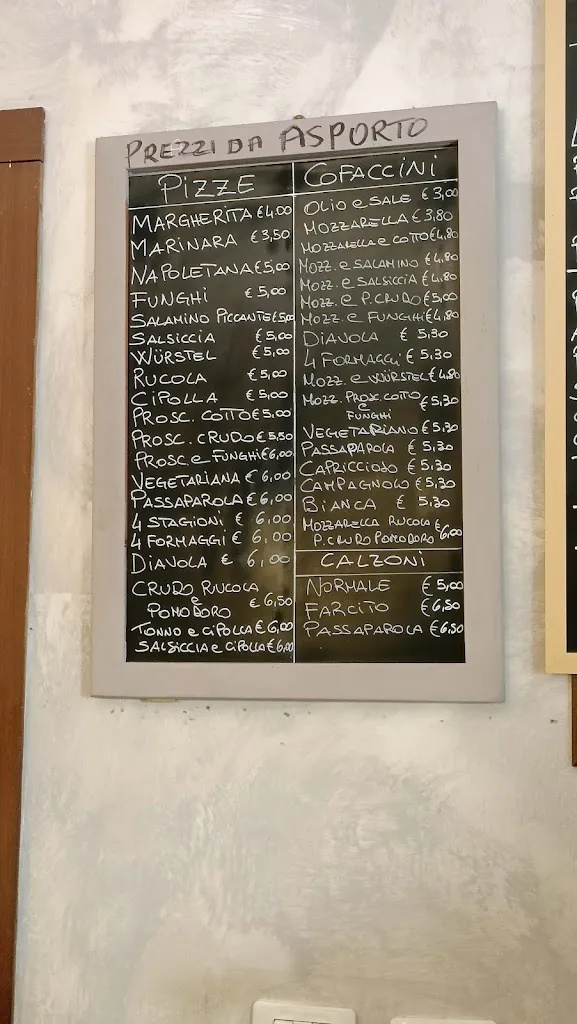 PREZZI DA ASPORTO
PIZZE
MARGHERITA €4,00
MARINARA €3,50
NAPOLETANA €5,00
FUNGHI €5,00
SALAMINO PICCANTE €5,00
SALSICCIA €5,00
WÜRSTEL €5,00
RUCOLA €5,00
CIPOLLA €5,00
PROSC. COTTO €5,00
PROSC. CRUDO €5,50
PROSC. e FUNGHI €6,00
VEGETARIANA €6,00
PASSAPAROLA €6,00
4 STAGIONI €6,00
4 FORMAGGI €6,00
DIAVOLA €6,00
CRUDO RUCOLA
e €6,50
POMODORO
TONNO e CIPOLLA €6,00
SALSICCIA e CIPOLLA €6,00
COFACCINI
OLIO e SALE €3,00
MOZZARELLA €3,80
MOZZARELLA e COTTO €4,80
MOZZ. e SALAMINO €4,80
MOZZ. e SALSICCIA €4,80
MOZZ. e P. CRUDO €5,00
MOZZ. e FUNGHI €4,80
DIAVOLA €5,30
4 FORMAGGI €5,30
MOZZ. e WÜRSTEL €4,80
MOZZ. PROSC. COTTO
e €5,30
FUNGHI
VEGETARIANO €5,30
PASSAPAROLA €5,30
CAPRICCIOSO €5,30
CAMPAGNOLO €5,30
BIANCA €5,30
MOZZARELLA RUCOLA €
P. CRUDO POMODORO 6,00
CALZONI
NORMALE €5,00
FARCITO €6,50
PASSAPAROLA €6,50